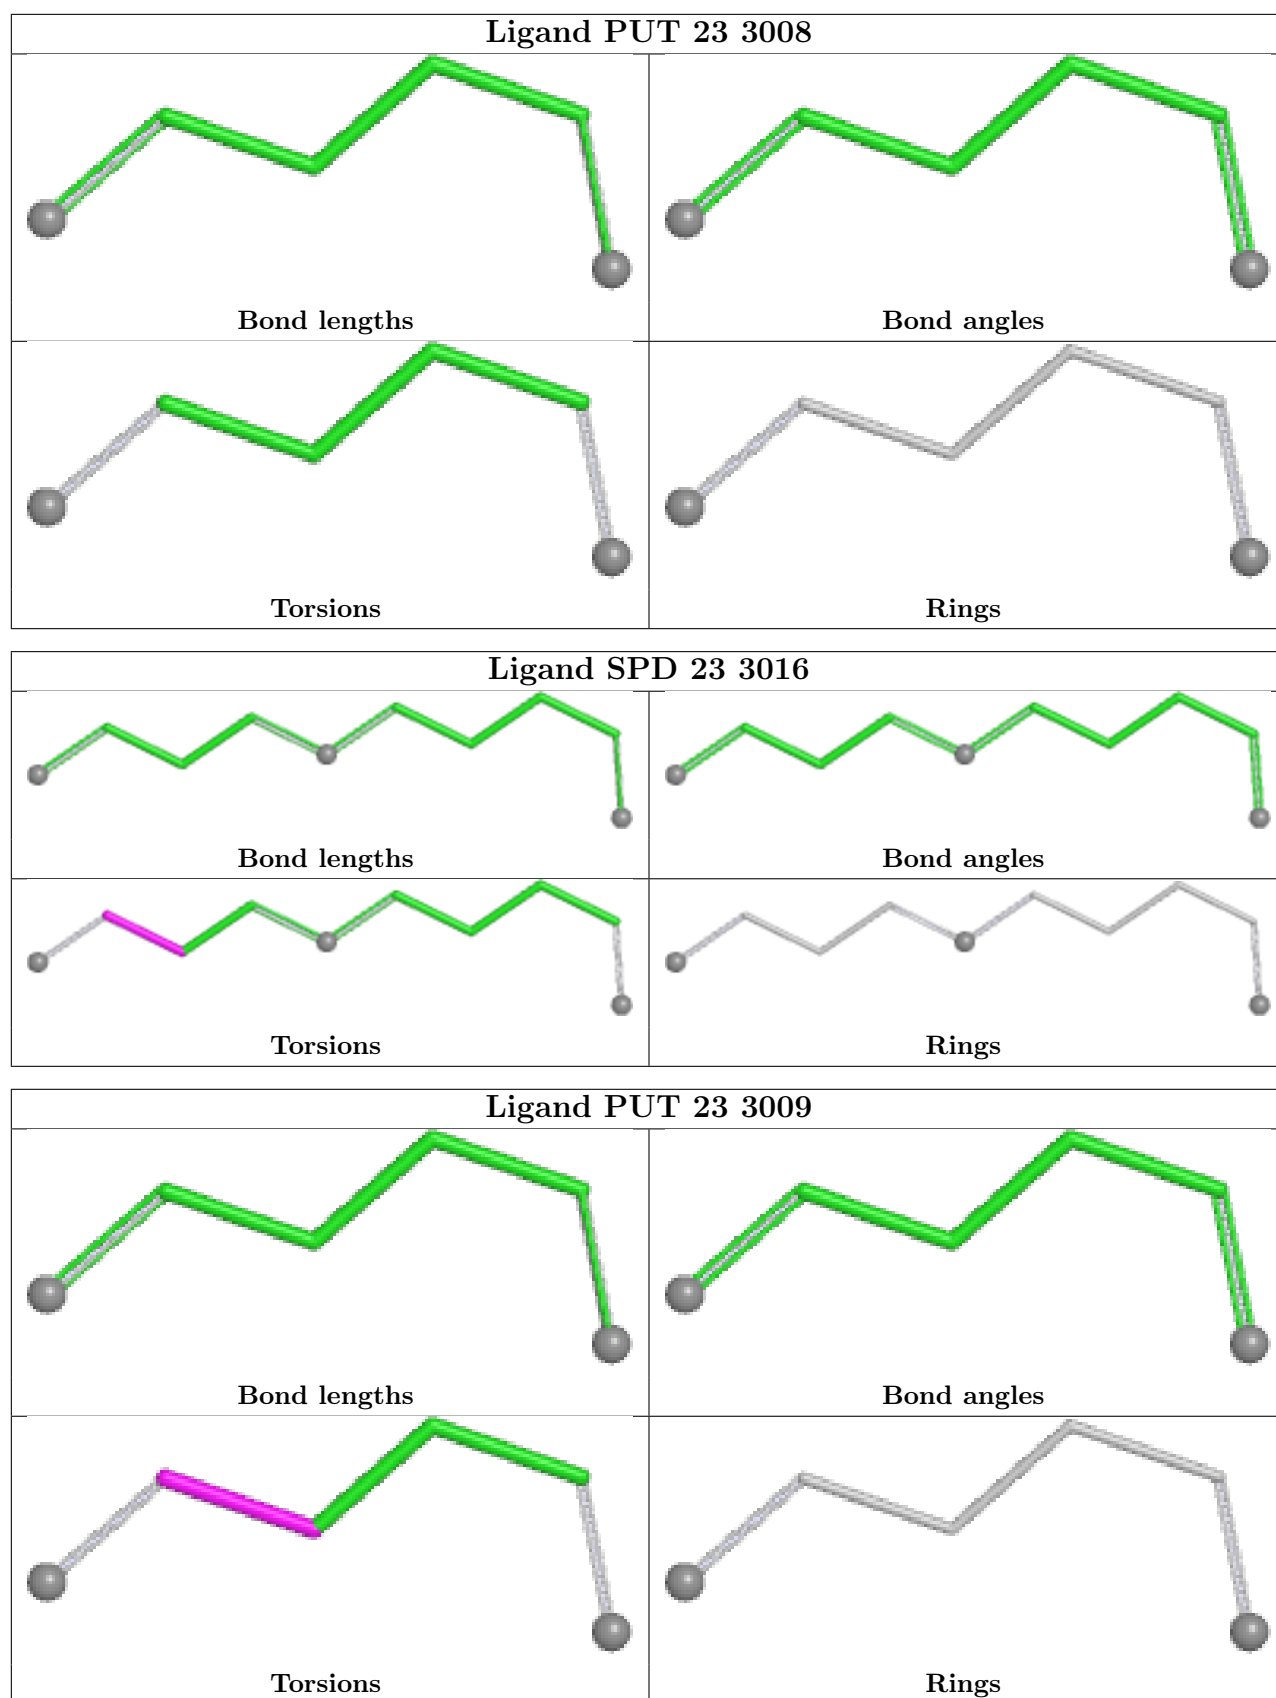 Ligand PUT 23 3008
Bond lengths
Bond angles
Torsions
Rings
Ligand SPD 23 3016
Bond lengths
Bond angles
Torsions
Rings
Ligand PUT 23 3009
Bond lengths
Bond angles
Torsions
Rings